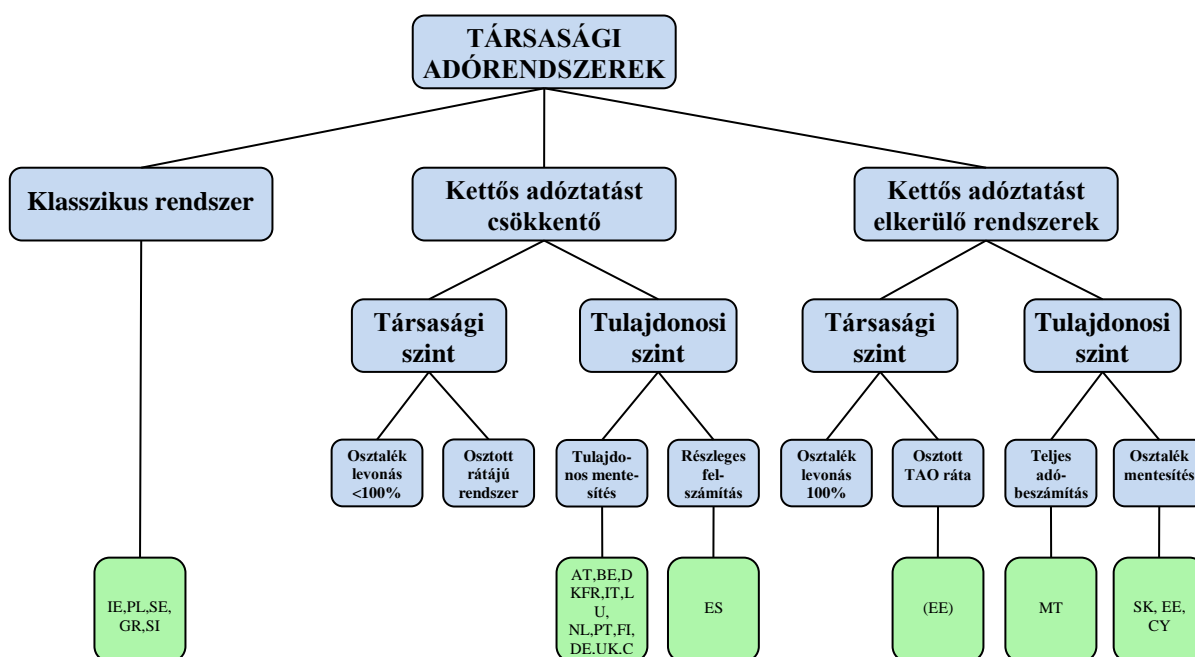 TÁRSASÁGI
ADÓRENDSZEREK
Klasszikus rendszer
Kettős adóztatást
csökkentő
Kettős adóztatást
elkerülő rendszerek
Társasági
szint
Tulajdonosi
szint
Társasági
szint
Tulajdonosi
szint
Osztalék
levonás
<100%
Osztott
rátájú
rendszer
Tulajdo-
nos mente-
sítés
Részleges
fel-
számítás
Osztalék
levonás
100%
Osztott
TAO ráta
Teljes
adó-
beszámítás
Osztalék
mentesítés
IE,PL,SE,
GR,SI
AT,BE,D
KFR,IT,L
U,
NL,PT,FI,
DE.UK.C
ES
(EE)
MT
SK, EE,
CY